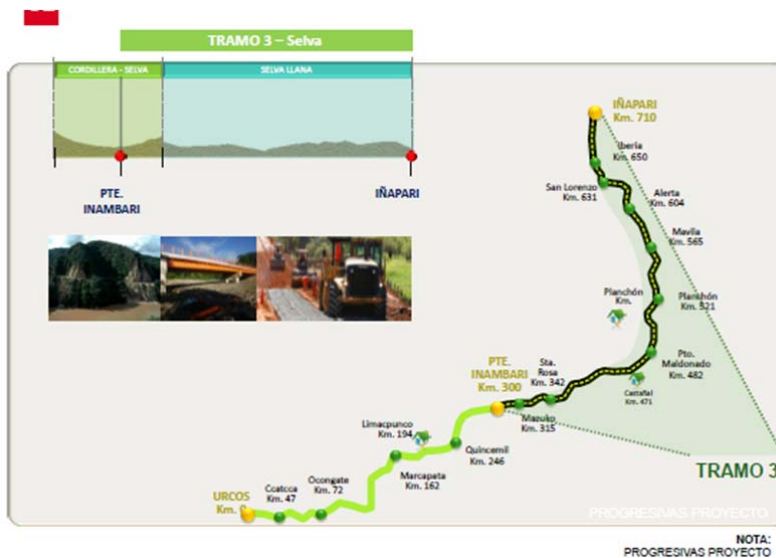 TRAMO 3 – Selva
CORDILLERA - SELVA
SELVA LLANA
PTE.
INAMBARI
IÑAPARI
IÑAPARI
Km. 710
Iberia
Km. 650
San Lorenzo
Km. 631
Alerta
Km. 604
Mavila
Km. 565
Planchón
Km.
Planchón
Km. 521
Pto.
Maldonado
Km. 482
Castañal
Km. 471
PTE.
INAMBARI
Km. 300
Sta.
Rosa
Km. 342
Mazuko
Km. 315
Limacpunco
Km. 194
Quincemil
Km. 246
Marcapata
Km. 162
Ocongate
Km. 72
Ccatcca
Km. 47
URCOS
Km.
TRAMO 3
PROGRESIVAS PROYECTO
NOTA:
PROGRESIVAS PROYECTO